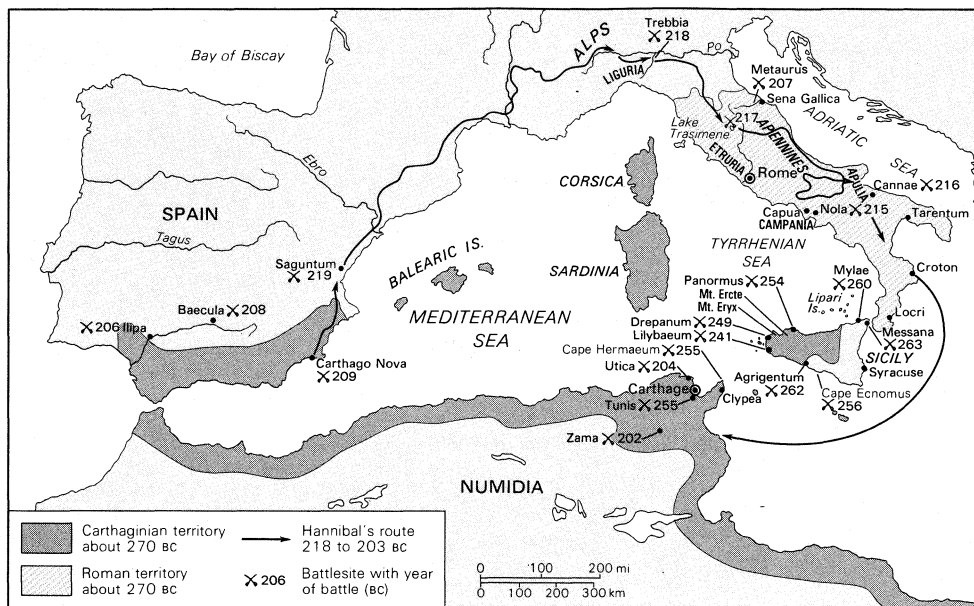 Trebbia
218
Bay of Biscay
ALPS
Po
LIGURIA
Metaurus
207
Sena Gallica
217
Lake
Trasimene
ADRIATIC
SEA
APENNINES
ETRURIA
Rome
Ebro
CORSICA
APULIA
Cannae 216
SPAIN
Capua
CAMPANIA
Nola 215
Tarentum
Tagus
Saguntum
219
BALEARIC IS.
SARDINIA
TYRRHENIAN
SEA
Panormus 254
Mylae
260
Croton
Mt. Ercte
Mt. Eryx
Lipari
Is.
Baecula 208
206 Ilipa
MEDITERRANEAN
SEA
Drepanum 249
Lilybaeum 241
Locri
Messana
263
Cape Hermaeum 255
SICILY
Carthago Nova
209
Utica 204
Syracuse
Carthage
Clypea
Agrigentum
262
Cape Ecnomus
256
Tunis 255
Zama 202
NUMIDIA
Carthaginian territory
about 270 BC
Hannibal's route
218 to 203 BC
Roman territory
about 270 BC
206 Battlesite with year
of battle (BC)
0 100 200 mi
0 100 200 300 km